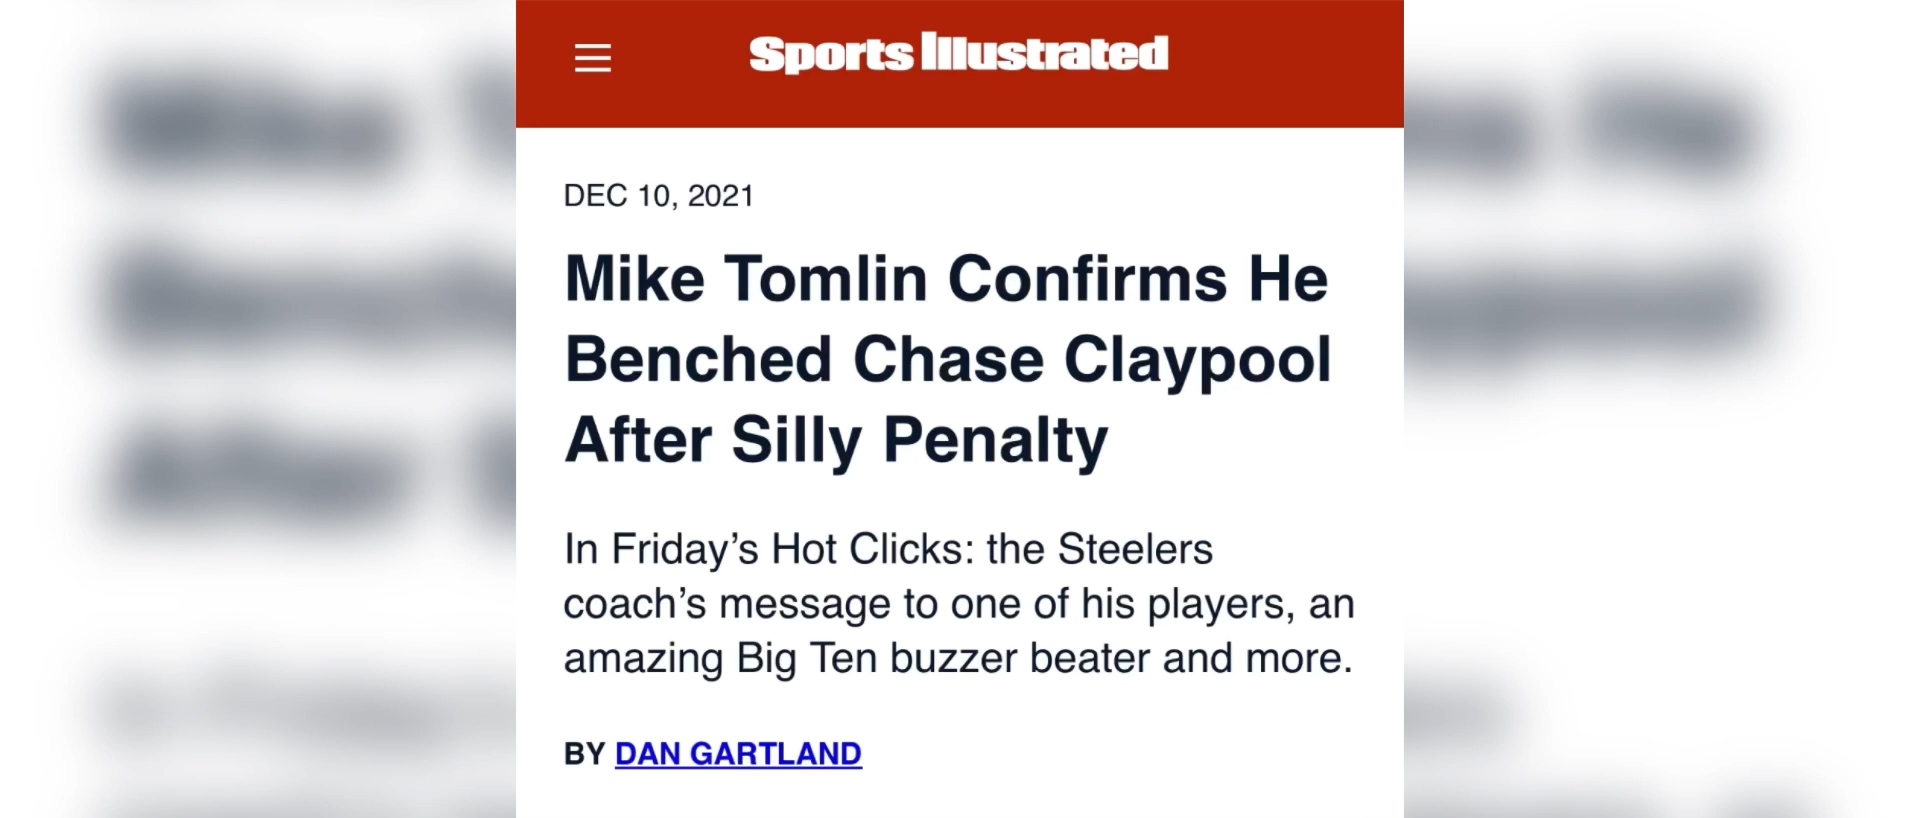 Sports Illustrated
DEC 10, 2021
Mike Tomlin Confirms He
Benched Chase Claypool
After Silly Penalty
In Friday’s Hot Clicks: the Steelers
coach’s message to one of his players, an
amazing Big Ten buzzer beater and more.
BY DAN GARTLAND